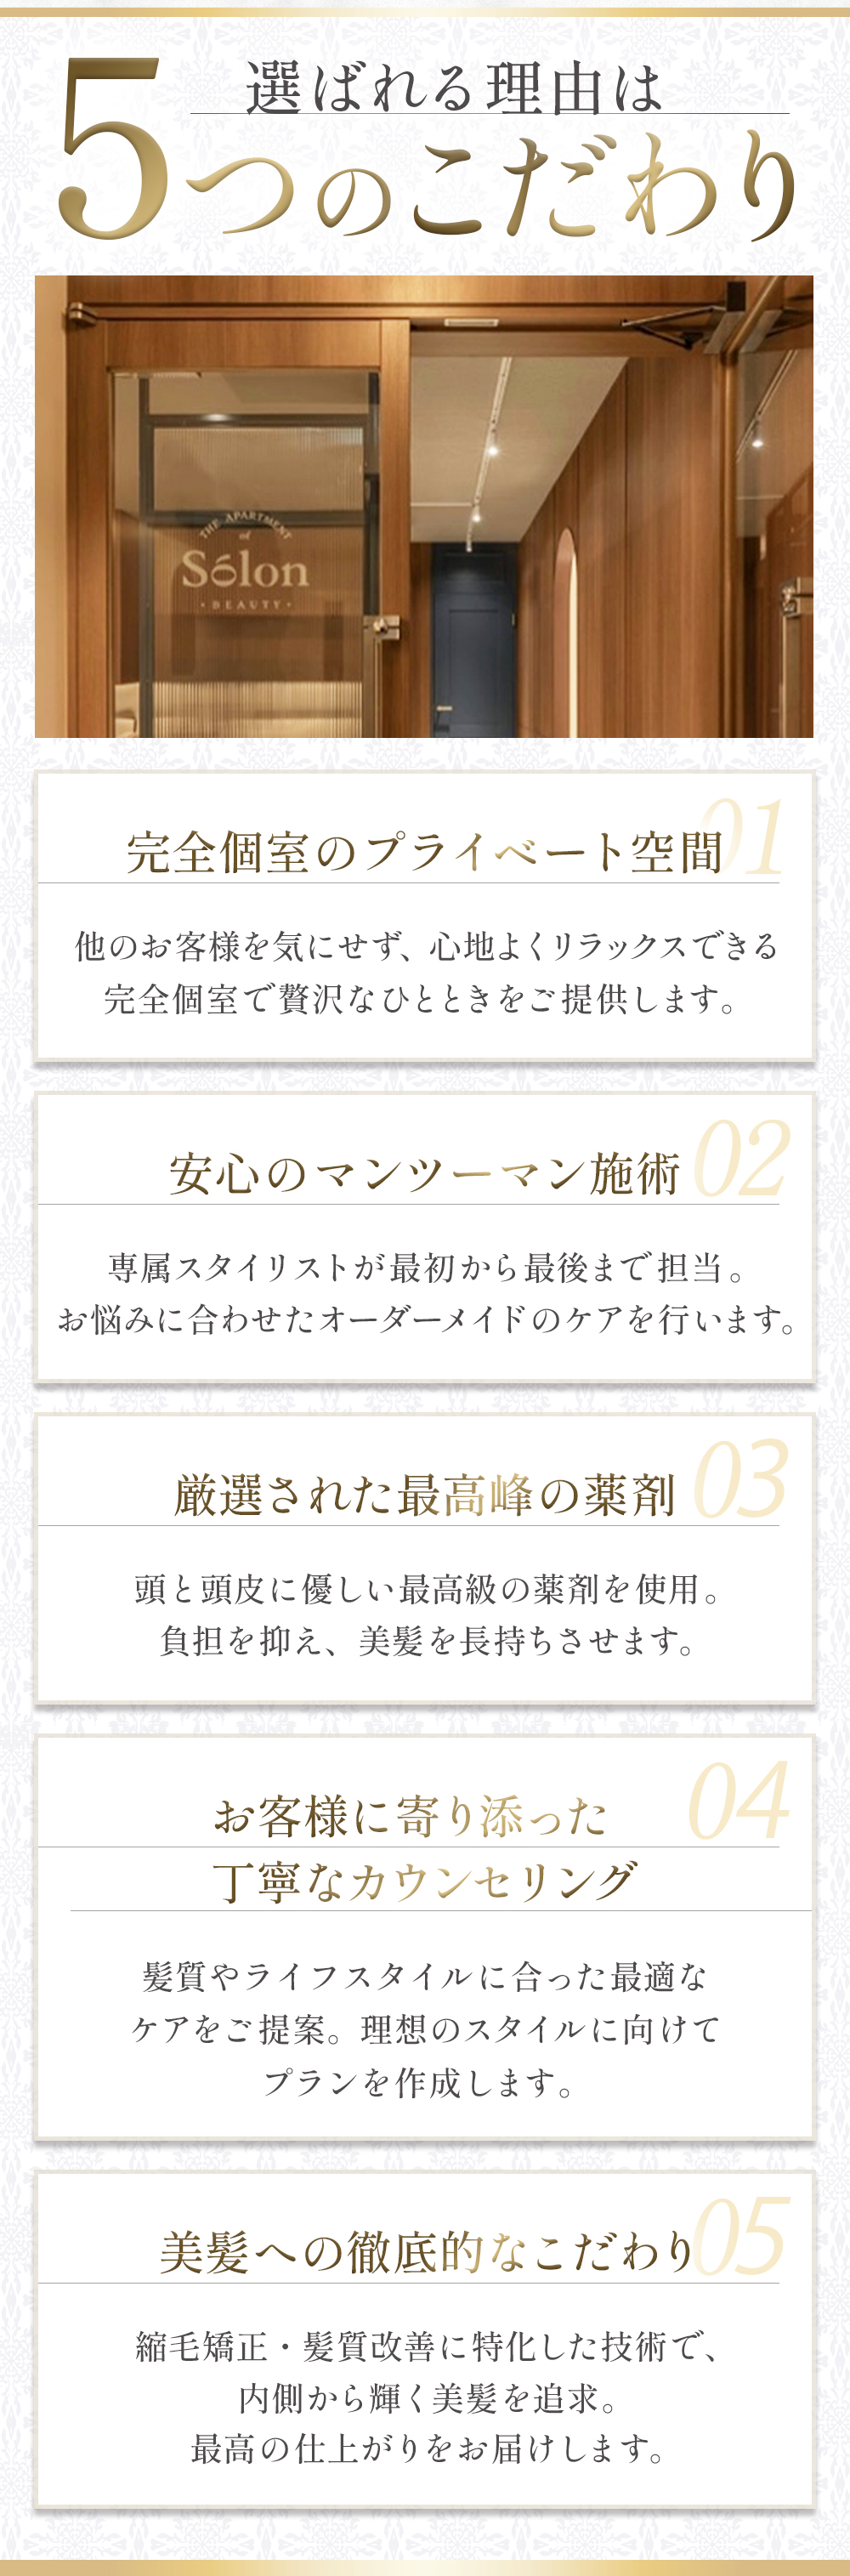 選ばれる理由は
5つのこだわり
THE APARTMENT
of
Sólon
・BEAUTY・
01
完全個室のプライベート空間
他のお客様を気にせず、心地よくリラックスできる
完全個室で贅沢なひとときをご提供します。
02
安心のマンツーマン施術
専属スタイリストが最初から最後まで担当。
お悩みに合わせたオーダーメイドのケアを行います。
03
厳選された最高峰の薬剤
頭と頭皮に優しい最高級の薬剤を使用。
負担を抑え、美髪を長持ちさせます。
04
お客様に寄り添った
丁寧なカウンセリング
髪質やライフスタイルに合った最適な
ケアをご提案。理想のスタイルに向けて
プランを作成します。
05
美髪への徹底的なこだわり
縮毛矯正・髪質改善に特化した技術で、
内側から輝く美髪を追求。
最高の仕上がりをお届けします。